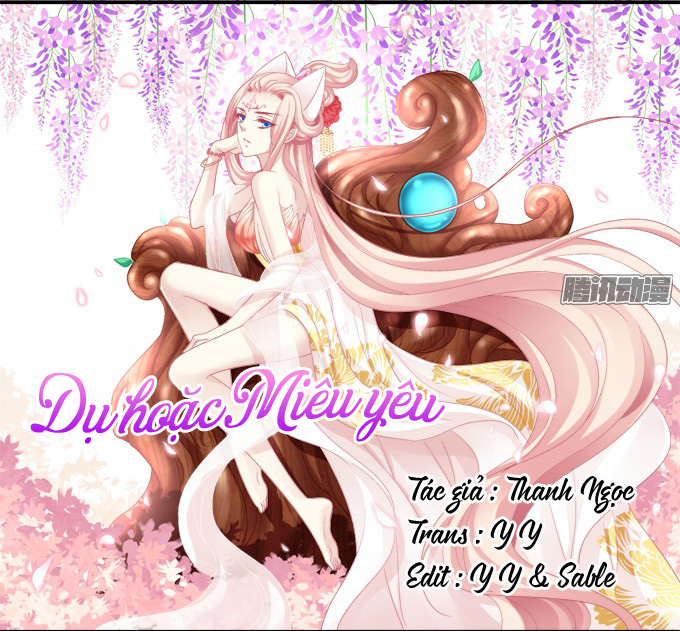 腾讯动漫
Dụ hoặc Miêu yêu
Tác giả : Thanh Ngọc
Trans : Y Y
Edit : Y Y & Sable